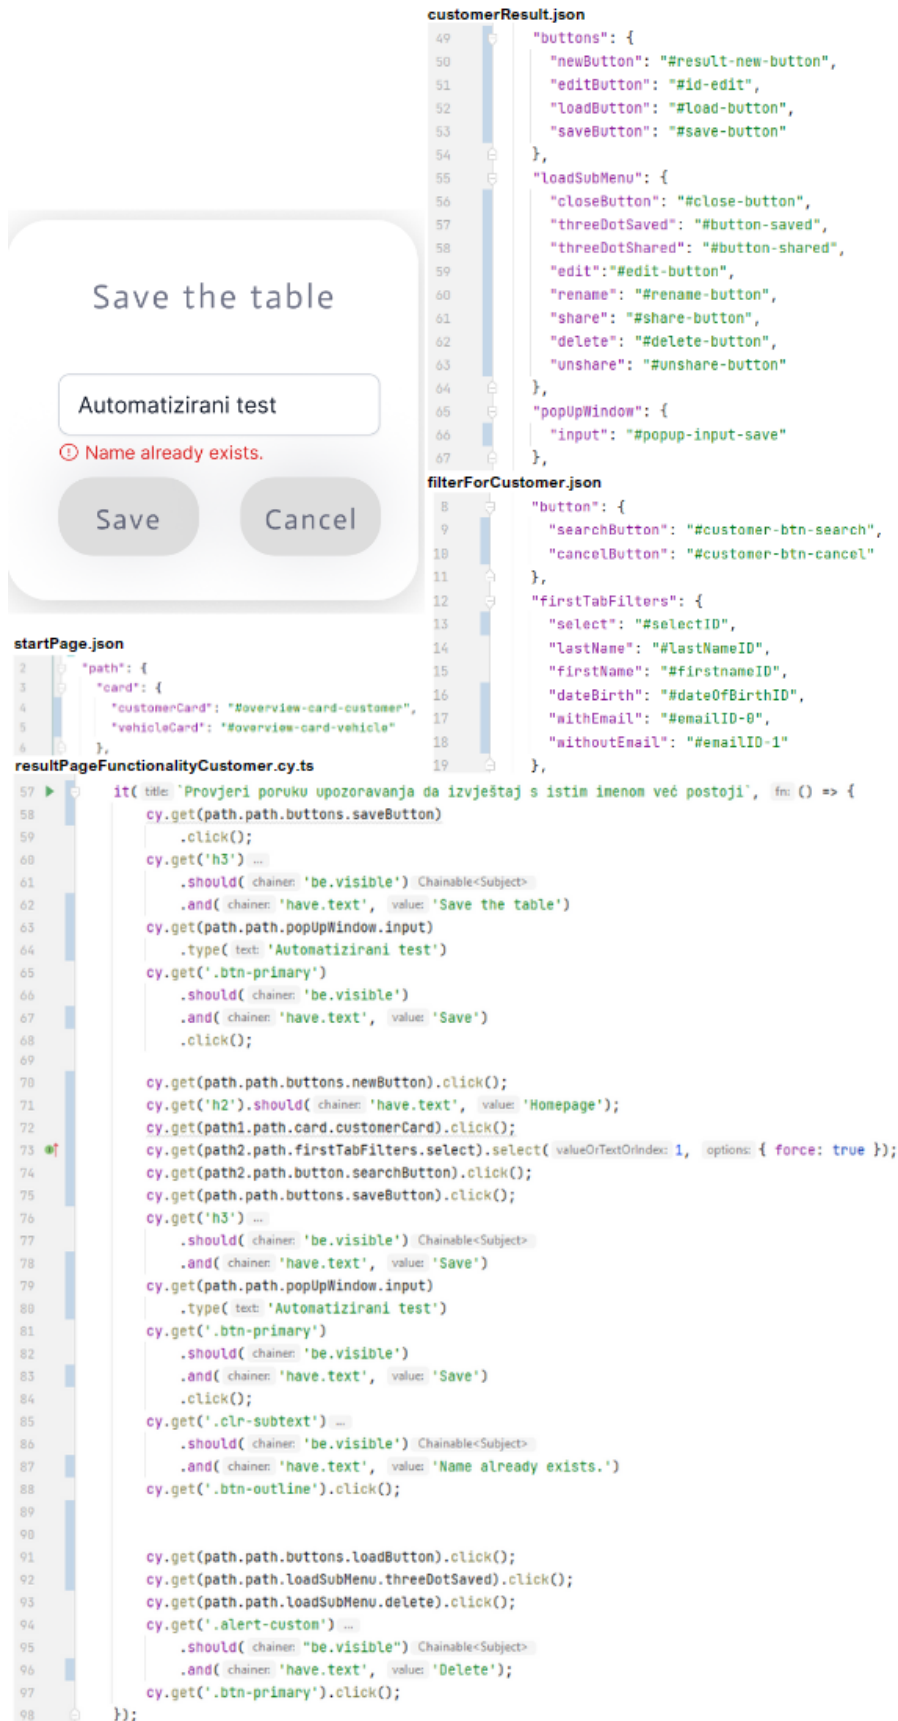 customerResult.json
49 "buttons": {
50 "newButton": "#result-new-button",
51 "editButton": "#id-edit",
52 "loadButton": "#load-button",
53 "saveButton": "#save-button"
54 },
55 "loadSubMenu": {
56 "closeButton": "#close-button",
57 "threeDotSaved": "#button-saved",
58 "threeDotShared": "#button-shared",
59 "edit":"#edit-button",
60 "rename": "#rename-button",
61 "share": "#share-button",
62 "delete": "#delete-button",
63 "unshare": "#unshare-button"
64 },
65 "popUpWindow": {
66 "input": "#popup-input-save"
67 },
Save the table
Automatizirani test
Name already exists.
Save Cancel
filterForCustomer.json
8 "button": {
9 "searchButton": "#customer-btn-search",
10 "cancelButton": "#customer-btn-cancel"
11 },
12 "firstTabFilters": {
13 "select": "#selectID",
14 "lastName": "#lastNameID",
15 "firstName": "#firstnameID",
16 "dateBirth": "#dateOfBirthID",
17 "withEmail": "#emailID-0",
18 "withoutEmail": "#emailID-1"
19 },
startPage.json
2 "path": {
3 "card": {
4 "customerCard": "#overview-card-customer",
5 "vehicleCard": "#overview-card-vehicle"
6 },
resultPageFunctionalityCustomer.cy.ts
57 it( title: `Provjeri poruku upozoravanja da izvještaj s istim imenom već postoji`, fn: () => {
58 cy.get(path.path.buttons.saveButton)
59 .click();
60 cy.get('h3') ...
61 .should( chainer: 'be.visible') Chainable<Subject>
62 .and( chainer: 'have.text', value: 'Save the table')
63 cy.get(path.path.popUpWindow.input)
64 .type( text: 'Automatizirani test')
65 cy.get('.btn-primary')
66 .should( chainer: 'be.visible')
67 .and( chainer: 'have.text', value: 'Save')
68 .click();
69
70 cy.get(path.path.buttons.newButton).click();
71 cy.get('h2').should( chainer: 'have.text', value: 'Homepage');
72 cy.get(path1.path.card.customerCard).click();
73 cy.get(path2.path.firstTabFilters.select).select( valueOrTextOrIndex: 1, options: { force: true });
74 cy.get(path2.path.button.searchButton).click();
75 cy.get(path.path.buttons.saveButton).click();
76 cy.get('h3') ...
77 .should( chainer: 'be.visible') Chainable<Subject>
78 .and( chainer: 'have.text', value: 'Save')
79 cy.get(path.path.popUpWindow.input)
80 .type( text: 'Automatizirani test')
81 cy.get('.btn-primary')
82 .should( chainer: 'be.visible')
83 .and( chainer: 'have.text', value: 'Save')
84 .click();
85 cy.get('.clr-subtext') ...
86 .should( chainer: 'be.visible') Chainable<Subject>
87 .and( chainer: 'have.text', value: 'Name already exists.')
88 cy.get('.btn-outline').click();
89
90
91 cy.get(path.path.buttons.loadButton).click();
92 cy.get(path.path.loadSubMenu.threeDotSaved).click();
93 cy.get(path.path.loadSubMenu.delete).click();
94 cy.get('.alert-custom') ...
95 .should( chainer: "be.visible") Chainable<Subject>
96 .and( chainer: 'have.text', value: 'Delete');
97 cy.get('.btn-primary').click();
98 });